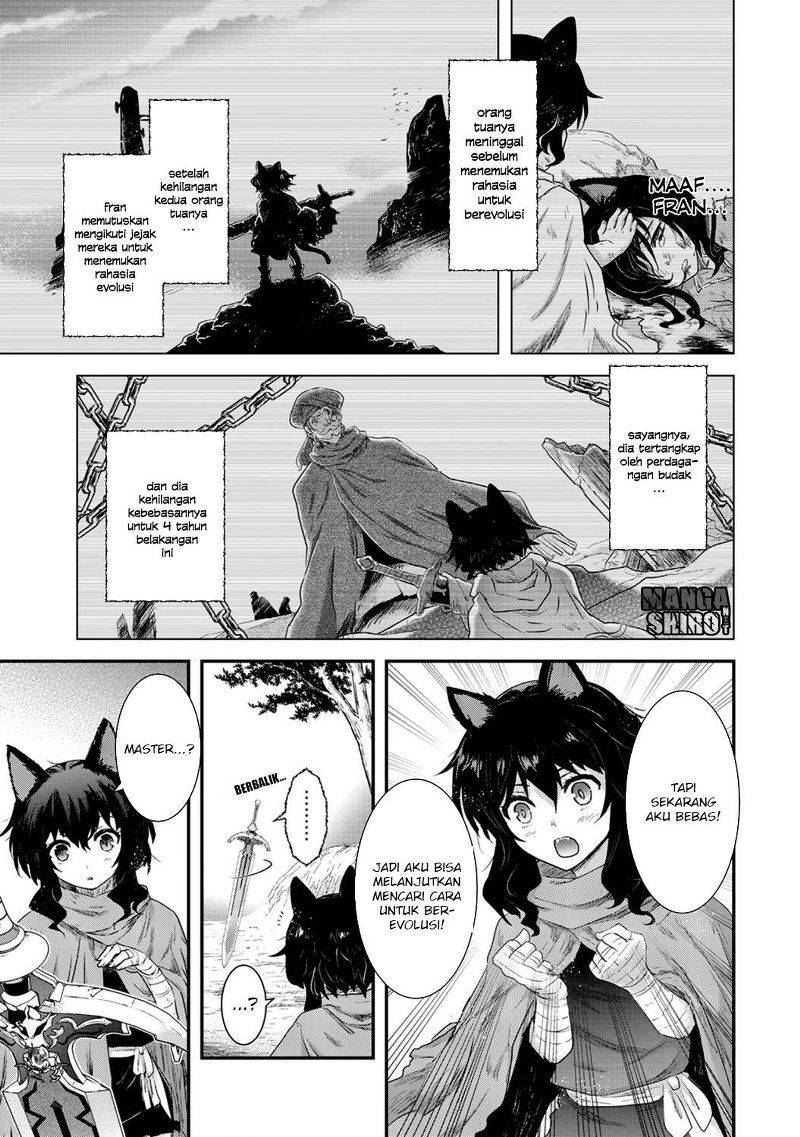 orang
tuanya
meninggal
sebelum
menemukan
rahasia
untuk
berevolusi
MAAF....
FRAN...
setelah
kehilangan
kedua orang
tuanya
...
fran
memutuskan
mengikuti jejak
mereka untuk
menemukan
rahasia
evolusi
sayangnya,
dia tertangkap
oleh perdaga-
ngan budak
...
dan dia
kehilangan
kebebasannya
untuk 4 tahun
belakangan
ini
MANGA
SHIRO
NET
TAPI
SEKARANG
AKU BEBAS!
JADI AKU BISA
MELANJUTKAN
MENCARI CARA
UNTUK BER-
EVOLUSI!
BERBALIK...
........
...?
MASTER...?